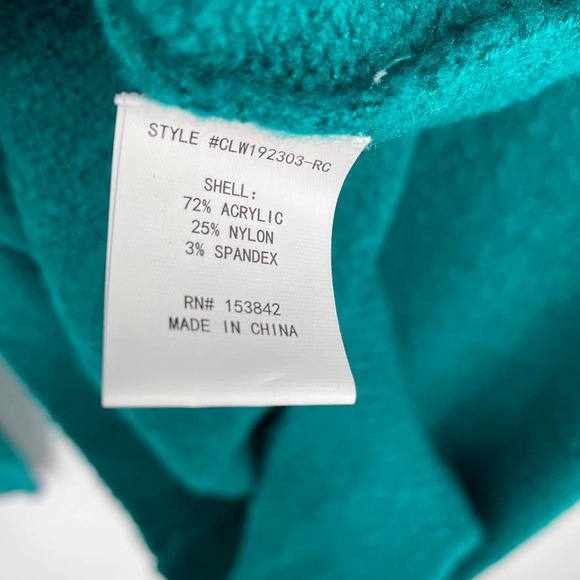 STYLE #CLW192303-RC
SHELL:
72% ACRYLIC
25% NYLON
3% SPANDEX
RN# 153842
MADE IN CHINA